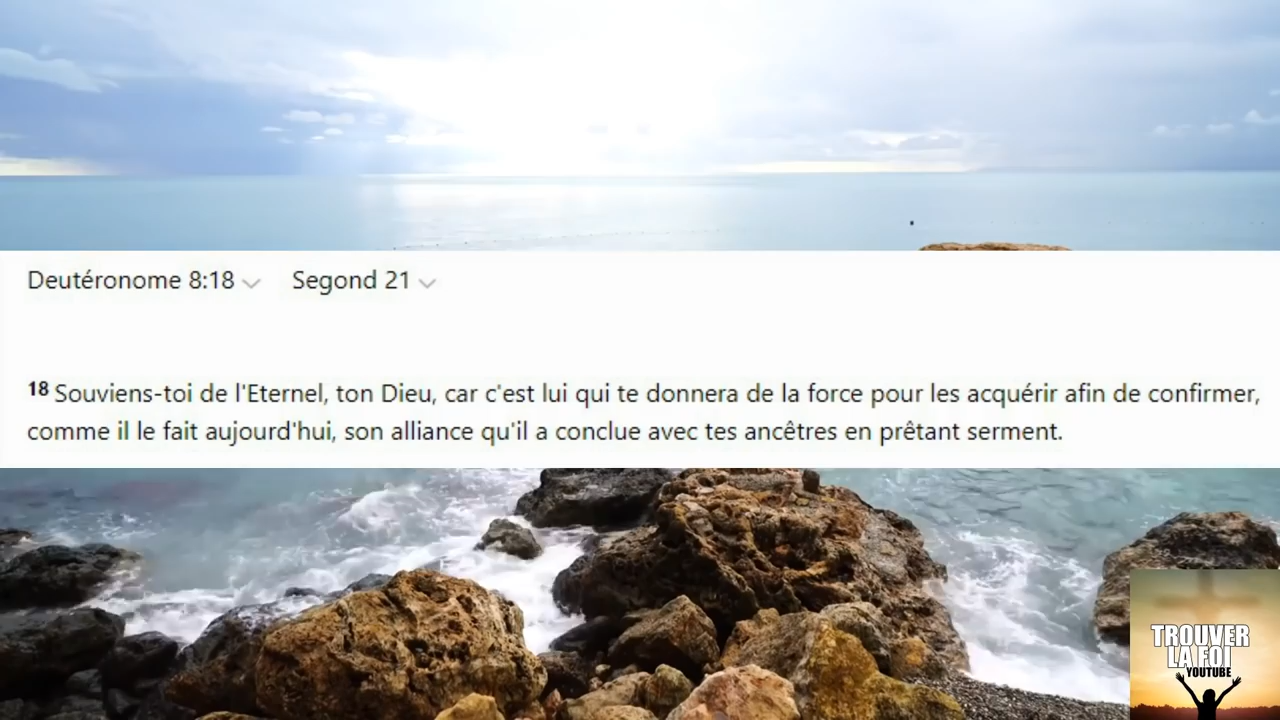 Deutéronome 8:18 Segond 21
18 Souviens-toi de l'Eternel, ton Dieu, car c'est lui qui te donnera de la force pour les acquérir afin de confirmer,
comme il le fait aujourd'hui, son alliance qu'il a conclue avec tes ancêtres en prêtant serment.
TROUVER
LA FOI
YOUTUBE